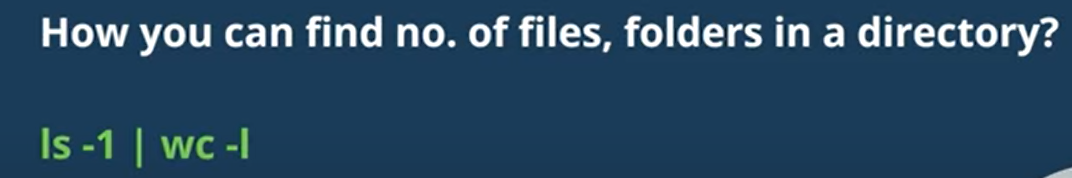 How you can find no. of files, folders in a directory?
ls -1 | wc -l